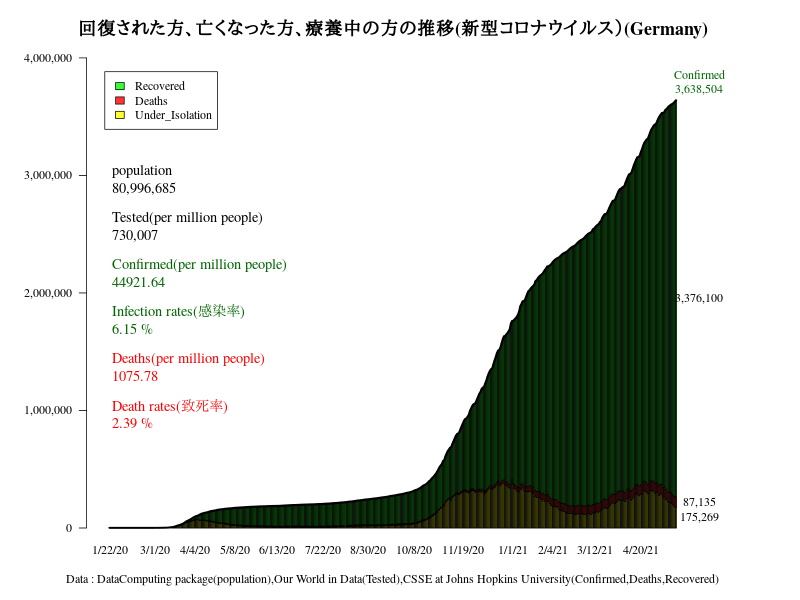 回復された方、亡くなった方、療養中の方の推移(新型コロナウイルス)(Germany)
4,000,000
3,000,000
2,000,000
1,000,000
0
Recovered
Deaths
Under_Isolation
population
80,996,685
Tested(per million people)
730,007
Confirmed(per million people)
44921.64
Infection rates(感染率)
6.15 %
Deaths(per million people)
1075.78
Death rates(致死率)
2.39 %
Confirmed
3,638,504
3,376,100
87,135
175,269
1/22/20 3/1/20 4/4/20 5/8/20 6/13/20 7/22/20 8/30/20 10/8/20 11/19/20 1/1/21 2/4/21 3/12/21 4/20/21
Data : DataComputing package(population),Our World in Data(Tested),CSSE at Johns Hopkins University(Confirmed,Deaths,Recovered)